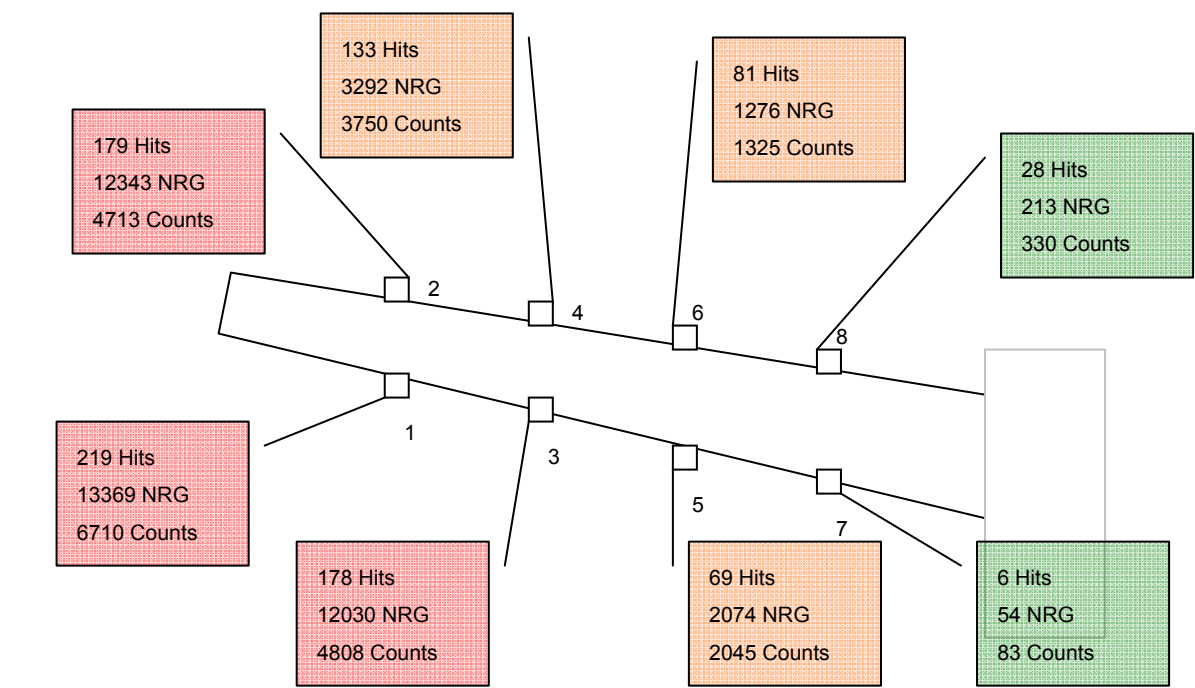 133 Hits
3292 NRG
3750 Counts
81 Hits
1276 NRG
1325 Counts
179 Hits
12343 NRG
4713 Counts
28 Hits
213 NRG
330 Counts
2
4
6
8
1
3
5
7
219 Hits
13369 NRG
6710 Counts
178 Hits
12030 NRG
4808 Counts
69 Hits
2074 NRG
2045 Counts
6 Hits
54 NRG
83 Counts